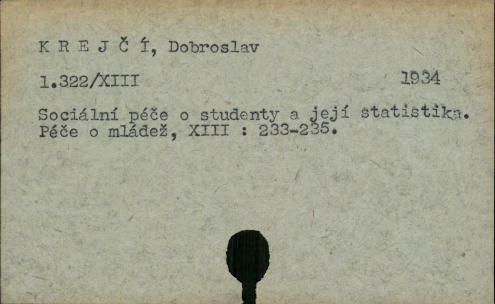 K R E J Č Í, Dobroslav
1.322/XIII 1934
Sociální péče o studenty a její statistika.
Péče o mládež, XIII : 233-235.